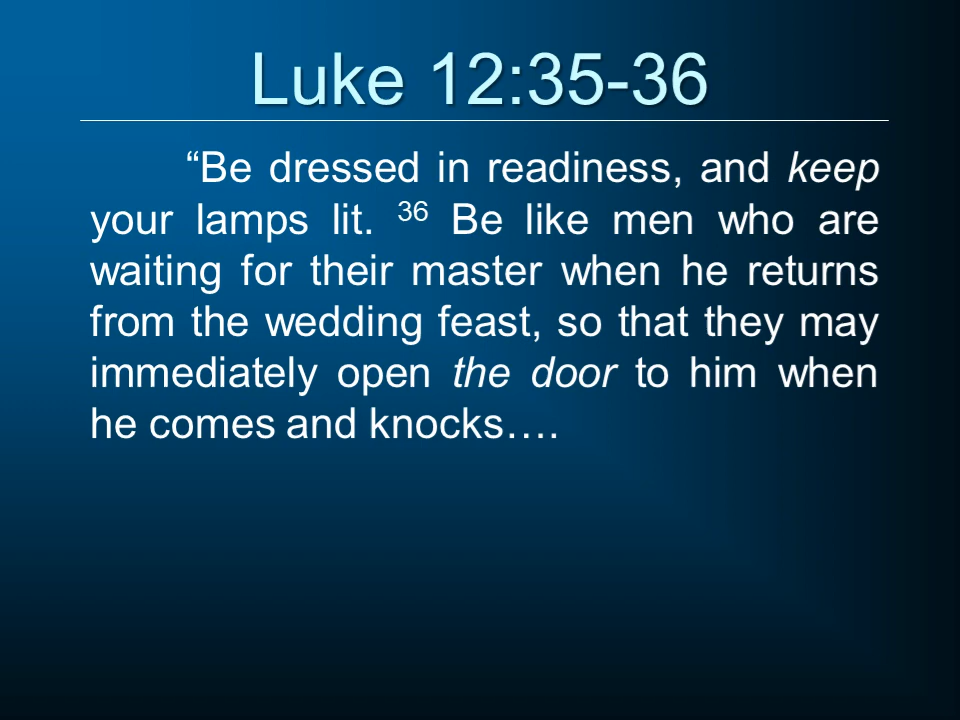 Luke 12:35-36
“Be dressed in readiness, and keep
your lamps lit. 36 Be like men who are
waiting for their master when he returns
from the wedding feast, so that they may
immediately open the door to him when
he comes and knocks….